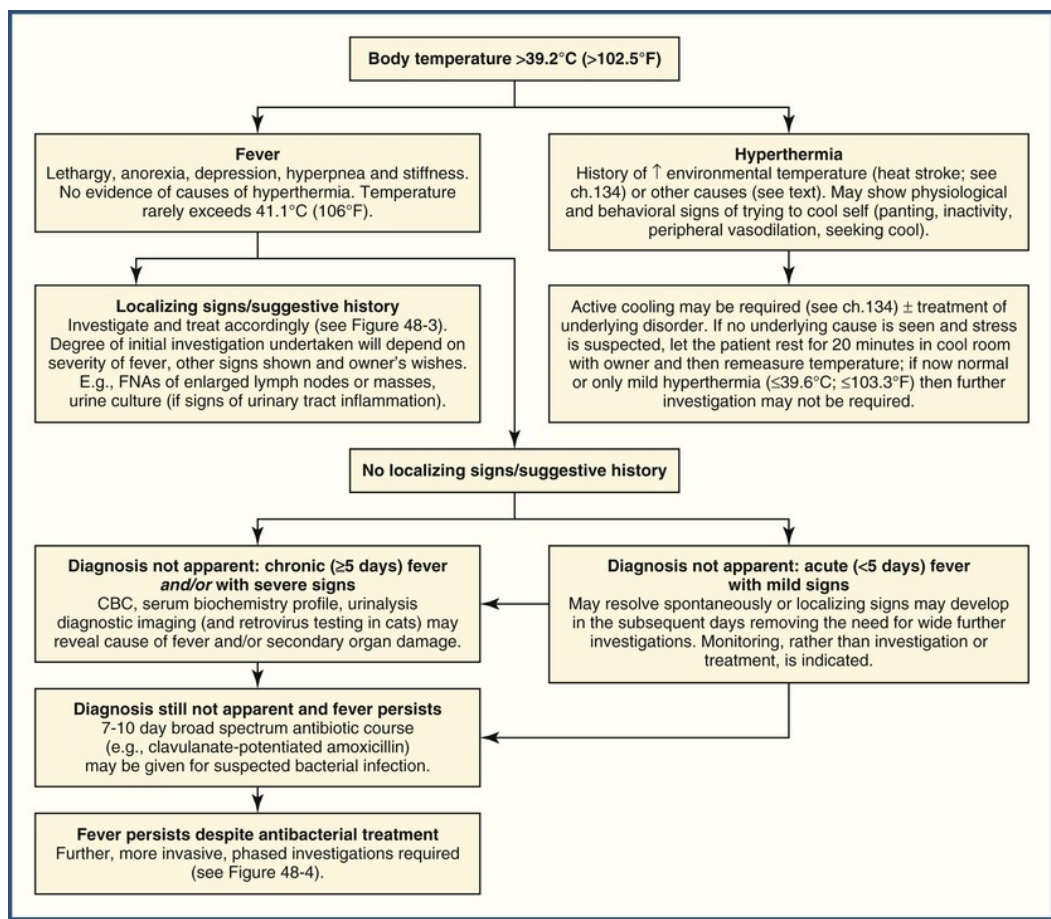 Body temperature >39.2°C (>102.5°F)
Fever
Lethargy, anorexia, depression, hyperpnea and stiffness.
No evidence of causes of hyperthermia. Temperature
rarely exceeds 41.1°C (106°F).
Hyperthermia
History of ↑ environmental temperature (heat stroke; see
ch.134) or other causes (see text). May show physiological
and behavioral signs of trying to cool self (panting, inactivity,
peripheral vasodilation, seeking cool).
Localizing signs/suggestive history
Investigate and treat accordingly (see Figure 48-3).
Degree of initial investigation undertaken will depend on
severity of fever, other signs shown and owner's wishes.
E.g., FNAs of enlarged lymph nodes or masses,
urine culture (if signs of urinary tract inflammation).
Active cooling may be required (see ch.134) ± treatment of
underlying disorder. If no underlying cause is seen and stress
is suspected, let the patient rest for 20 minutes in cool room
with owner and then remeasure temperature; if now normal
or only mild hyperthermia (≤39.6°C; ≤103.3°F) then further
investigation may not be required.
No localizing signs/suggestive history
Diagnosis not apparent: chronic (≥5 days) fever
and/or with severe signs
CBC, serum biochemistry profile, urinalysis
diagnostic imaging (and retrovirus testing in cats) may
reveal cause of fever and/or secondary organ damage.
Diagnosis not apparent: acute (<5 days) fever
with mild signs
May resolve spontaneously or localizing signs may develop
in the subsequent days removing the need for wide further
investigations. Monitoring, rather than investigation or
treatment, is indicated.
Diagnosis still not apparent and fever persists
7-10 day broad spectrum antibiotic course
(e.g., clavulanate-potentiated amoxicillin)
may be given for suspected bacterial infection.
Fever persists despite antibacterial treatment
Further, more invasive, phased investigations required
(see Figure 48-4).